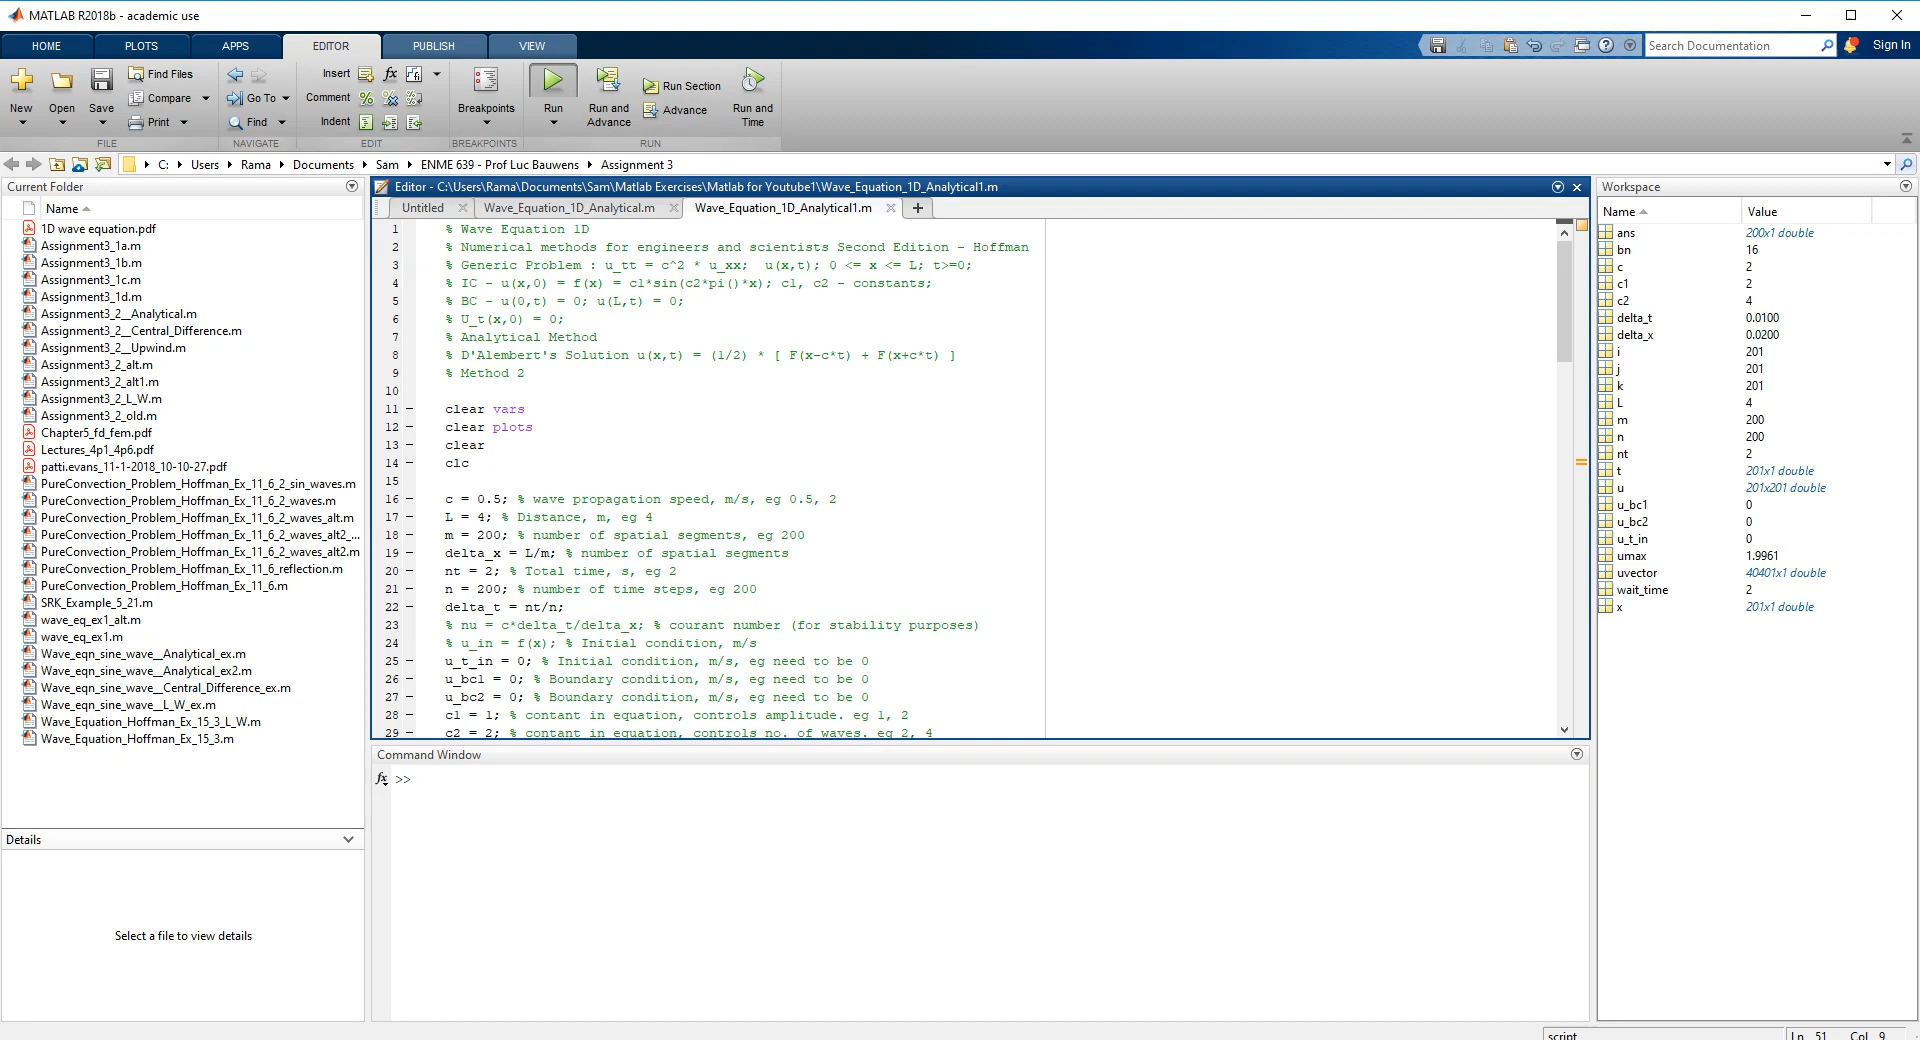 MATLAB R2018b - academic use
HOME PLOTS APPS EDITOR PUBLISH VIEW
Search Documentation
Sign In
New
Open
Save
Find Files
Compare
Print
FILE
Go To
Find
NAVIGATE
Insert
Comment
Indent
EDIT
Breakpoints
BREAKPOINTS
Run
Run and
Advance
Run Section
Advance
Run and
Time
RUN
C: Users Rama Documents Sam ENME 639 - Prof Luc Bauwens Assignment 3
Current Folder
Name
1D wave equation.pdf
Assignment3_1a.m
Assignment3_1b.m
Assignment3_1c.m
Assignment3_1d.m
Assignment3_2__Analytical.m
Assignment3_2__Central_Difference.m
Assignment3_2__Upwind.m
Assignment3_2_alt.m
Assignment3_2_alt1.m
Assignment3_2_L_W.m
Assignment3_2_old.m
Chapter5_fd_fem.pdf
Lectures_4p1_4p6.pdf
patti.evans_11-1-2018_10-10-27.pdf
PureConvection_Problem_Hoffman_Ex_11_6_2_sin_waves.m
PureConvection_Problem_Hoffman_Ex_11_6_2_waves.m
PureConvection_Problem_Hoffman_Ex_11_6_2_waves_alt.m
PureConvection_Problem_Hoffman_Ex_11_6_2_waves_alt2_...
PureConvection_Problem_Hoffman_Ex_11_6_2_waves_alt2.m
PureConvection_Problem_Hoffman_Ex_11_6_reflection.m
PureConvection_Problem_Hoffman_Ex_11_6.m
SRK_Example_5_21.m
wave_eq_ex1_alt.m
wave_eq_ex1.m
Wave_eqn_sine_wave__Analytical_ex.m
Wave_eqn_sine_wave__Analytical_ex2.m
Wave_eqn_sine_wave__Central_Difference_ex.m
Wave_eqn_sine_wave__L_W_ex.m
Wave_Equation_Hoffman_Ex_15_3_L_W.m
Wave_Equation_Hoffman_Ex_15_3.m
Details
Select a file to view details
Editor - C:\Users\Rama\Documents\Sam\Matlab Exercises\Matlab for Youtube1\Wave_Equation_1D_Analytical1.m
Untitled Wave_Equation_1D_Analytical.m Wave_Equation_1D_Analytical1.m +
1 % Wave Equation 1D
2 % Numerical methods for engineers and scientists Second Edition - Hoffman
3 % Generic Problem : u_tt = c^2 * u_xx;  u(x,t); 0 <= x <= L; t>=0;
4 % IC - u(x,0) = f(x) = c1*sin(c2*pi()*x); c1, c2 - constants;
5 % BC - u(0,t) = 0; u(L,t) = 0;
6 % U_t(x,0) = 0;
7 % Analytical Method
8 % D'Alembert's Solution u(x,t) = (1/2) * [ F(x-c*t) + F(x+c*t) ]
9 % Method 2
10
11 - clear vars
12 - clear plots
13 - clear
14 - clc
15
16 - c = 0.5; % wave propagation speed, m/s, eg 0.5, 2
17 - L = 4; % Distance, m, eg 4
18 - m = 200; % number of spatial segments, eg 200
19 - delta_x = L/m; % number of spatial segments
20 - nt = 2; % Total time, s, eg 2
21 - n = 200; % number of time steps, eg 200
22 - delta_t = nt/n;
23 % nu = c*delta_t/delta_x; % courant number (for stability purposes)
24 % u_in = f(x); % Initial condition, m/s
25 - u_t_in = 0; % Initial condition, m/s, eg need to be 0
26 - u_bc1 = 0; % Boundary condition, m/s, eg need to be 0
27 - u_bc2 = 0; % Boundary condition, m/s, eg need to be 0
28 - c1 = 1; % contant in equation, controls amplitude. eg 1, 2
29 - c2 = 2; % contant in equation, controls no. of waves. eg 2, 4
Command Window
fx >>
Workspace
Name Value
ans 200x1 double
bn 16
c 2
c1 2
c2 4
delta_t 0.0100
delta_x 0.0200
i 201
j 201
k 201
L 4
m 200
n 200
nt 2
t 201x1 double
u 201x201 double
u_bc1 0
u_bc2 0
u_t_in 0
umax 1.9961
uvector 40401x1 double
wait_time 2
x 201x1 double
script Ln 51 Col 9